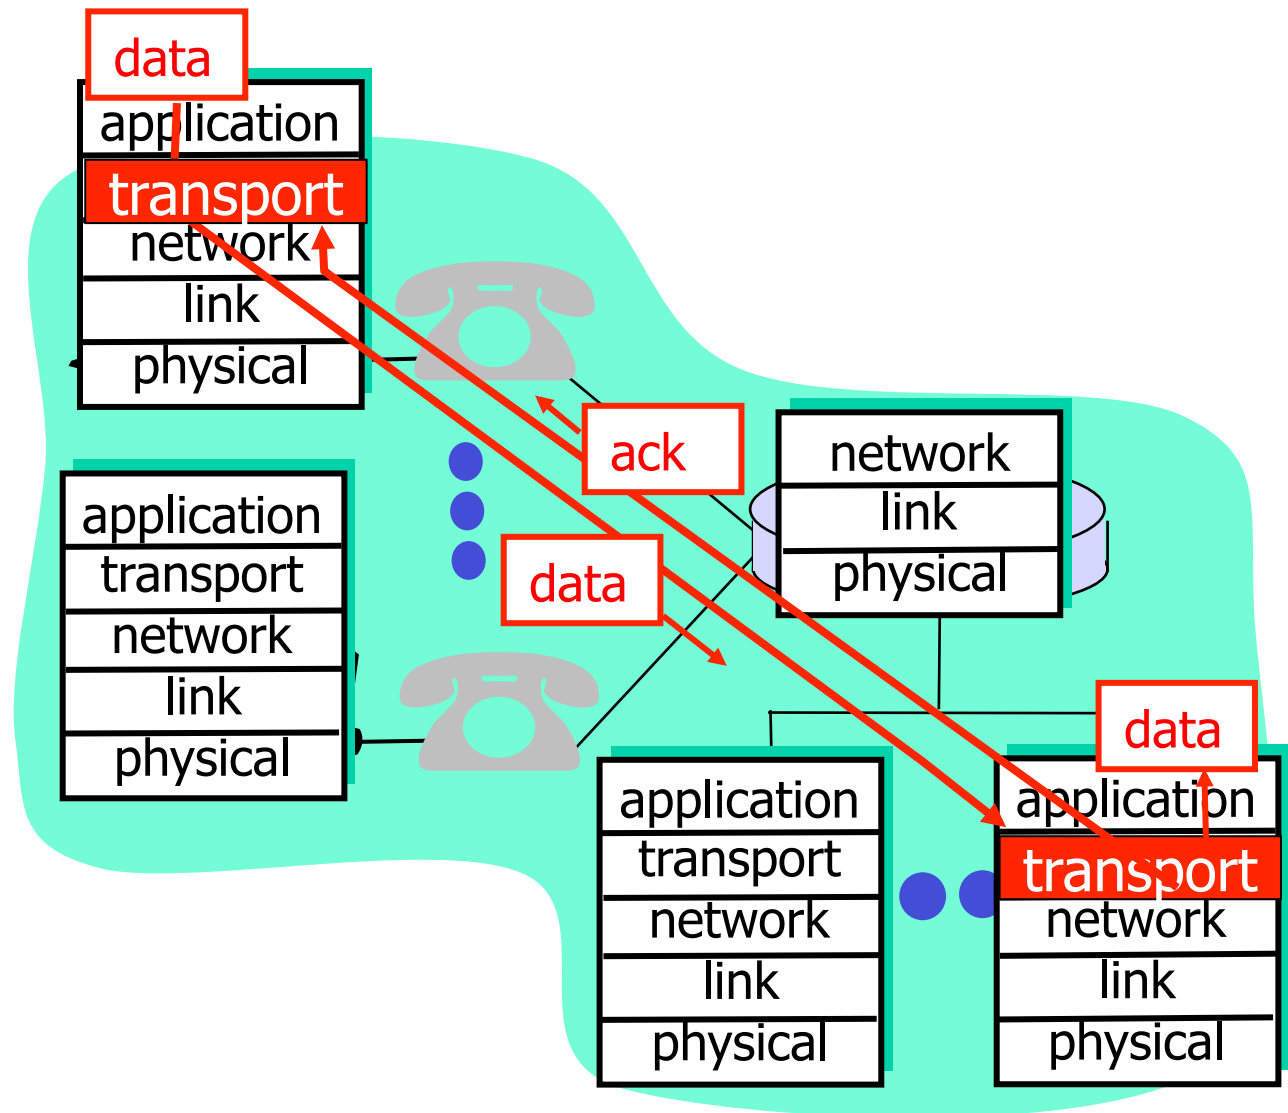 data
application
transport
network
link
physical
ack
data
application
transport
network
link
physical
network
link
physical
application
transport
network
link
physical
data
application
transport
network
link
physical